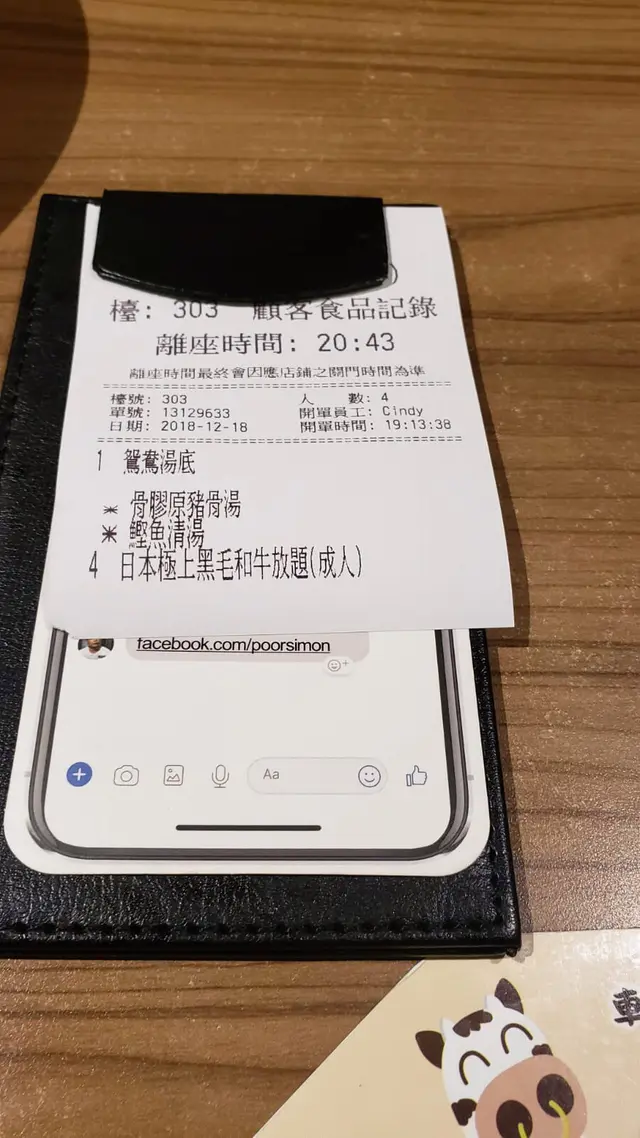 )
檯: 303 顧客食品記錄
離座時間: 20:43
離座時間最終會因應店鋪之關門時間為準
檯號: 303 人 數: 4
單號: 13129633 開單員工: Cindy
日期: 2018-12-18 開單時間: 19:13:38
1 鴛鴦湯底
* 骨膠原豬骨湯
* 鰹魚清湯
4 日本極上黑毛和牛放題(成人)
facebook.com/poorsimon
Aa